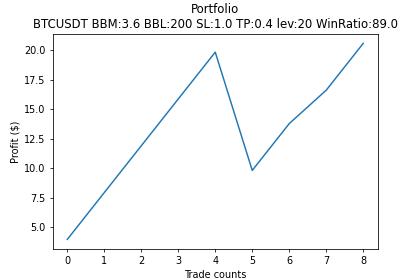 Portfolio
BTCUSDT BBM:3.6 BBL:200 SL:1.0 TP:0.4 lev:20 WinRatio:89.0
20.0
17.5
15.0
12.5
10.0
7.5
5.0
Profit ($)
0 1 2 3 4 5 6 7 8
Trade counts